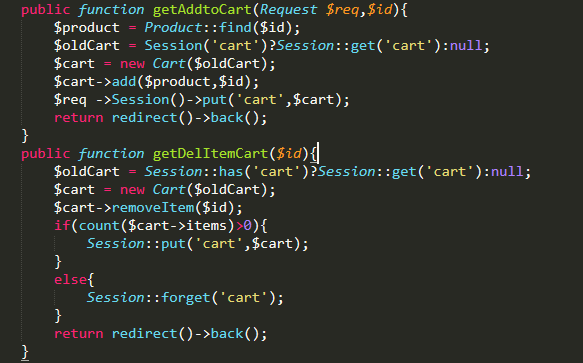 public function getAddtoCart(Request $req,$id){
$product = Product::find($id);
$oldCart = Session('cart')?Session::get('cart'):null;
$cart = new Cart($oldCart);
$cart->add($product,$id);
$req ->Session()->put('cart',$cart);
return redirect()->back();
}
public function getDelItemCart($id){
$oldCart = Session::has('cart')?Session::get('cart'):null;
$cart = new Cart($oldCart);
$cart->removeItem($id);
if(count($cart->items)>0){
Session::put('cart',$cart);
}
else{
Session::forget('cart');
}
return redirect()->back();
}